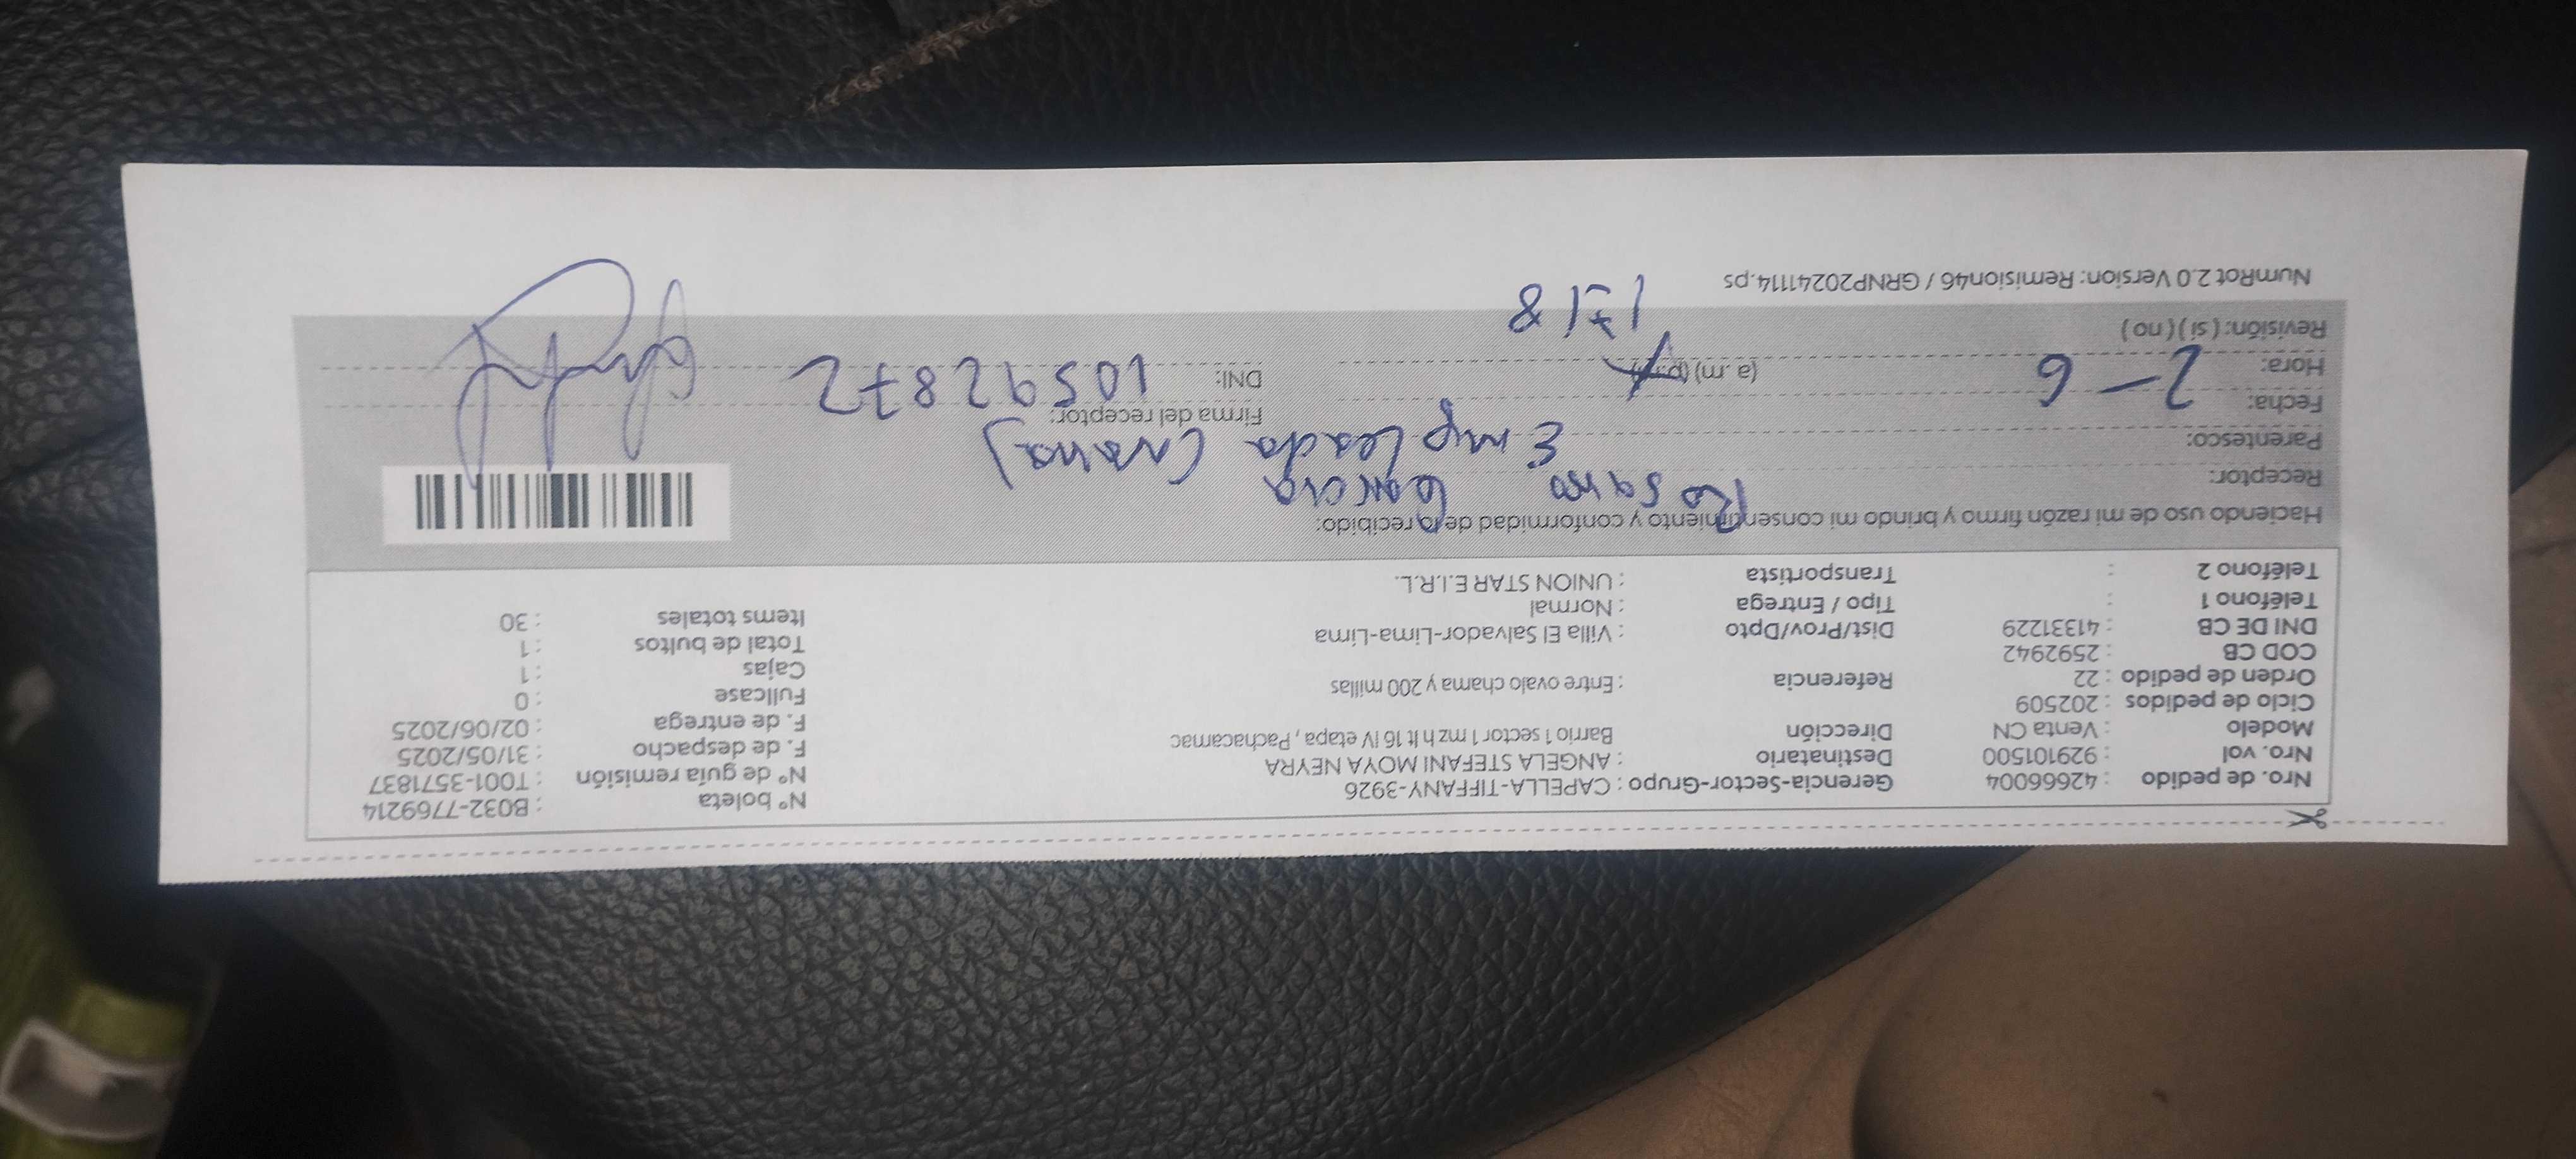 Nro. de pedido : 42666004 Gerencia-Sector-Grupo : CAPELLA-TIFFANY-3926 N° boleta : B032-7769214
Nro. vol : 929101500 Destinatario : ANGELA STEFANI MOYA NEYRA N° de guía remisión : T001-3571837
Modelo : Venta CN Dirección Barrio 1 sector 1 mz h lt 16 IV etapa , Pachacamac F. de despacho : 31/05/2025
Ciclo de pedidos : 202509 F. de entrega : 02/06/2025
Orden de pedido : 22 Referencia : Entre ovalo chama y 200 millas Fullcase : 0
COD CB : 2592942 Cajas : 1
DNI DE CB : 41331229 Dist/Prov/Dpto : Villa El Salvador-Lima-Lima Total de bultos : 1
Teléfono 1 : Tipo / Entrega : Normal Items totales : 30
Teléfono 2 : Transportista : UNION STAR E.I.R.L.
Haciendo uso de mi razón firmo y brindo mi consentimiento y conformidad de lo recibido:
Receptor: Rosario García
Parentesco: Empleada
Fecha: 2-6 Firma del receptor:
Hora: (a. m) (p.m) DNI: 10592872
Revisión: ( si ) ( no ) 1718
NumRot 2.0 Version: Remision46 / GRNP20241114.ps